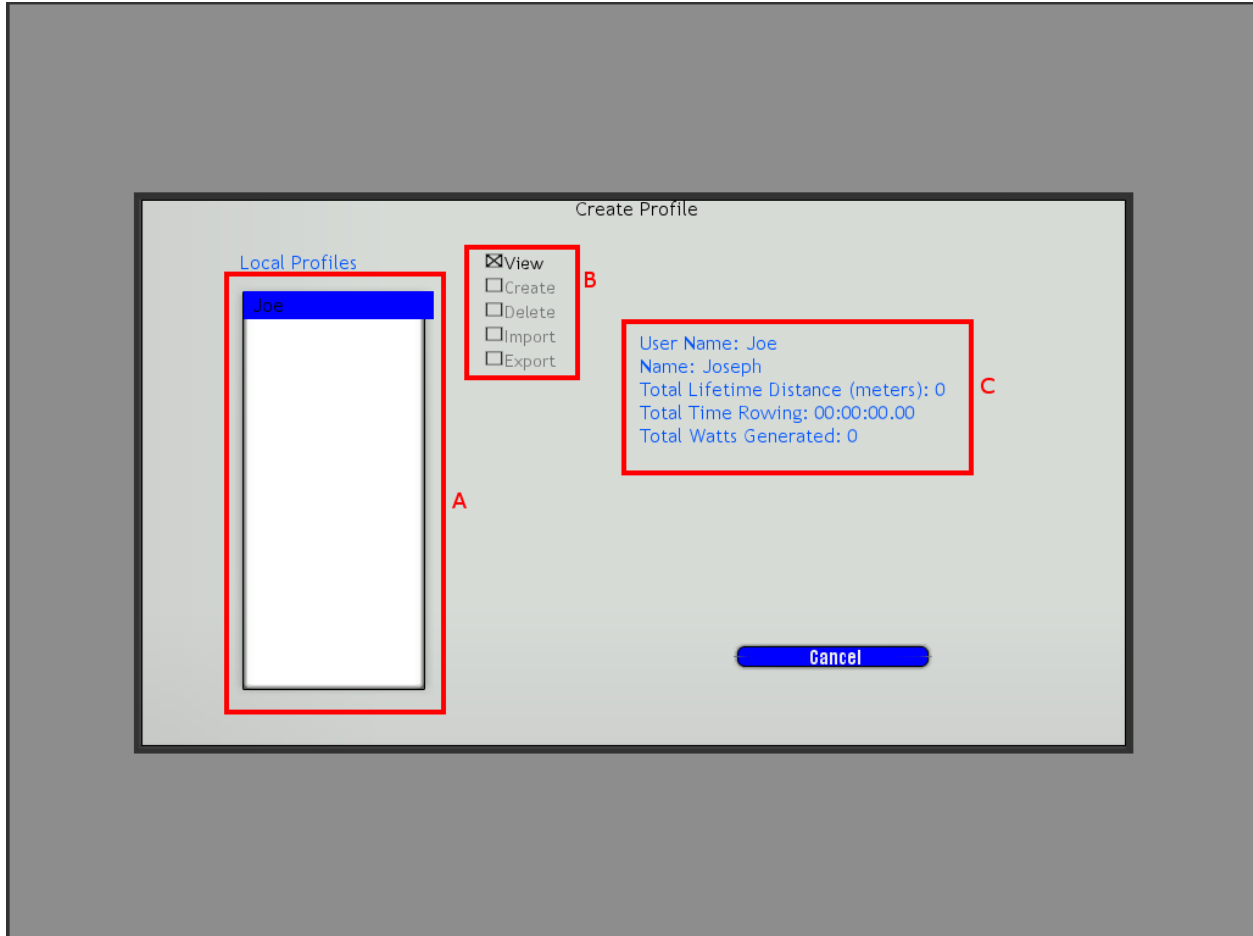 Create Profile
Local Profiles
Joe
A
View
Create
Delete
Import
Export
B
User Name: Joe
Name: Joseph
Total Lifetime Distance (meters): 0
Total Time Rowing: 00:00:00.00
Total Watts Generated: 0
C
Cancel